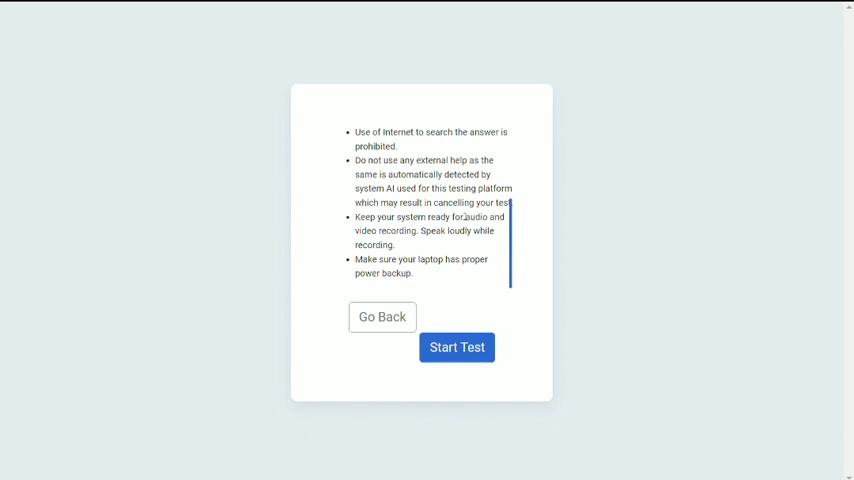 • Use of Internet to search the answer is
prohibited.
• Do not use any external help as the
same is automatically detected by
system AI used for this testing platform
which may result in cancelling your test.
• Keep your system ready for audio and
video recording. Speak loudly while
recording.
• Make sure your laptop has proper
power backup.
Go Back
Start Test